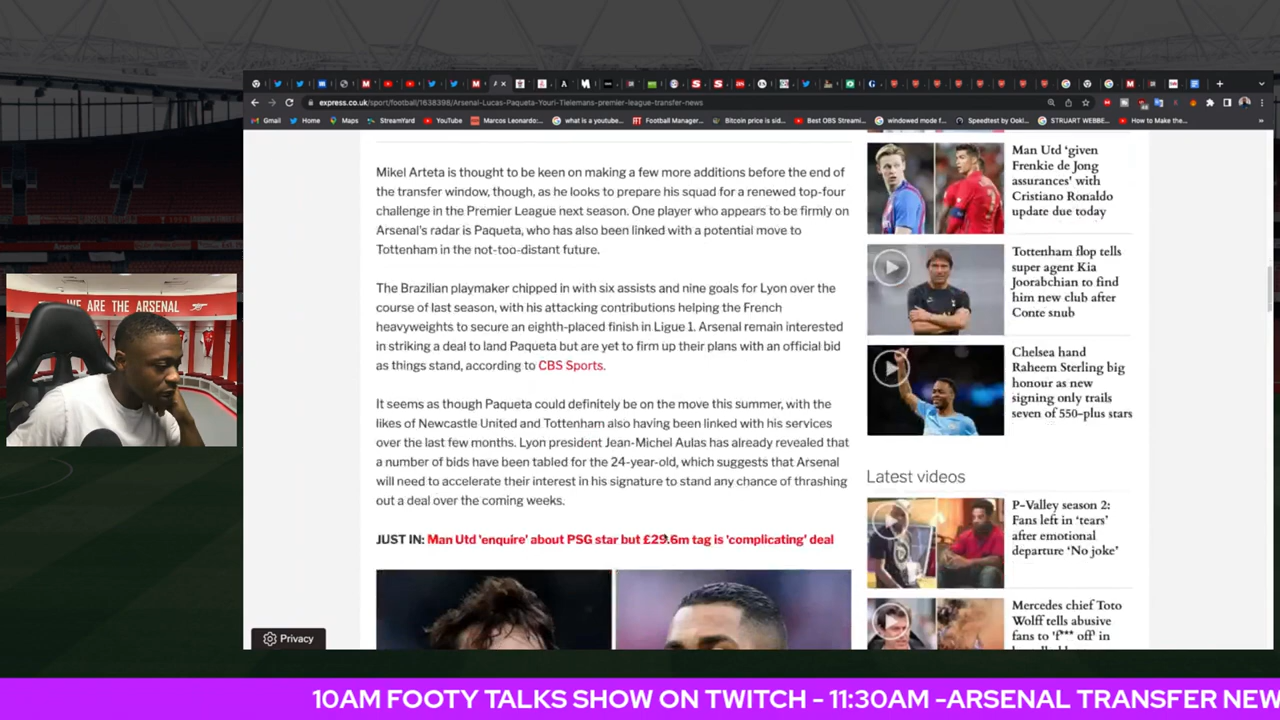 express.co.uk/sport/football/1638398/Arsenal-Lucas-Paqueta-Youri-Tielemans-premier-league-transfer-news
Gmail
Home
Maps
StreamYard
YouTube
Marcos Leonardo:...
what is a youtube...
Football Manager...
Bitcoin price is sid...
Best OBS Streami...
windowed mode f...
Speedtest by Ookl...
STRUART WEBBE...
How to Make the...
Mikel Arteta is thought to be keen on making a few more additions before the end of
the transfer window, though, as he looks to prepare his squad for a renewed top-four
challenge in the Premier League next season. One player who appears to be firmly on
Arsenal's radar is Paqueta, who has also been linked with a potential move to
Tottenham in the not-too-distant future.
The Brazilian playmaker chipped in with six assists and nine goals for Lyon over the
course of last season, with his attacking contributions helping the French
heavyweights to secure an eighth-placed finish in Ligue 1. Arsenal remain interested
in striking a deal to land Paqueta but are yet to firm up their plans with an official bid
as things stand, according to CBS Sports.
It seems as though Paqueta could definitely be on the move this summer, with the
likes of Newcastle United and Tottenham also having been linked with his services
over the last few months. Lyon president Jean-Michel Aulas has already revealed that
a number of bids have been tabled for the 24-year-old, which suggests that Arsenal
will need to accelerate their interest in his signature to stand any chance of thrashing
out a deal over the coming weeks.
JUST IN: Man Utd 'enquire' about PSG star but £29.6m tag is 'complicating' deal
Man Utd 'given
Frenkie de Jong
assurances' with
Cristiano Ronaldo
update due today
Tottenham flop tells
super agent Kia
Joorabchian to find
him new club after
Conte snub
Chelsea hand
Raheem Sterling big
honour as new
signing only trails
seven of 550-plus stars
Latest videos
P-Valley season 2:
Fans left in 'tears'
after emotional
departure 'No joke'
Mercedes chief Toto
Wolff tells abusive
fans to 'f*** off' in
Privacy
WE ARE THE ARSENAL
10AM FOOTY TALKS SHOW ON TWITCH - 11:30AM -ARSENAL TRANSFER NEW